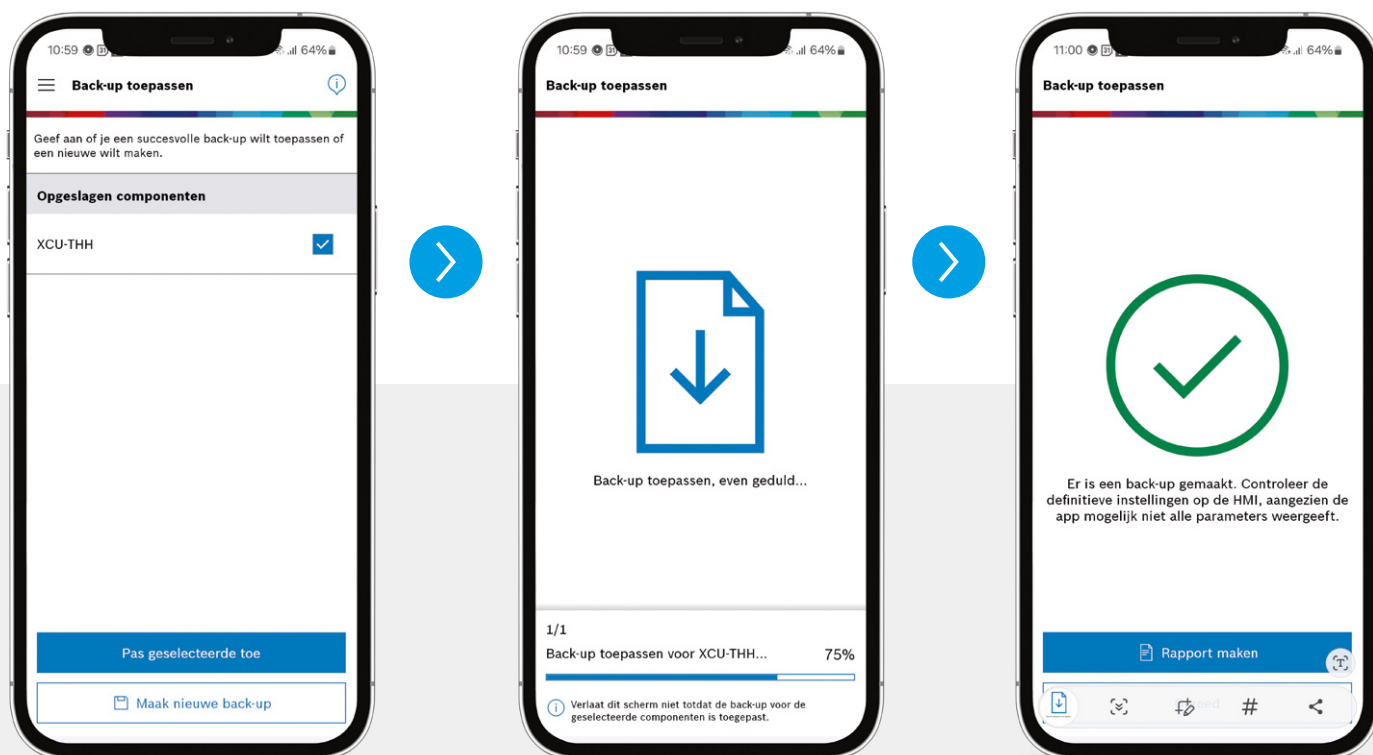 10:59
64%
Back-up toepassen
Geef aan of je een succesvolle back-up wilt toepassen of
een nieuwe wilt maken.
Opgeslagen componenten
XCU-THH
Pas geselecteerde toe
Maak nieuwe back-up
10:59
64%
Back-up toepassen
Back-up toepassen, even geduld...
1/1
Back-up toepassen voor XCU-THH... 75%
Verlaat dit scherm niet totdat de back-up voor de
geselecteerde componenten is toegepast.
11:00
64%
Back-up toepassen
Er is een back-up gemaakt. Controleer de
definitieve instellingen op de HMI, aangezien de
app mogelijk niet alle parameters weergeeft.
Rapport maken
T
#